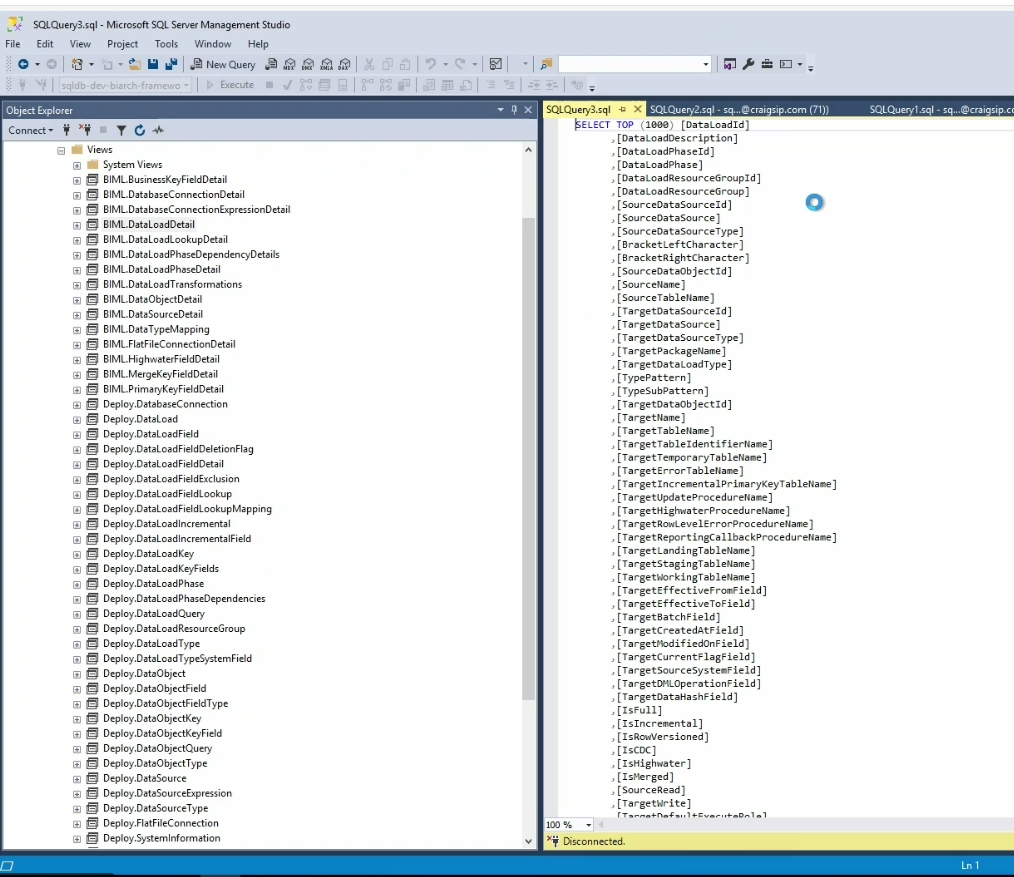 SQLQuery3.sql - Microsoft SQL Server Management Studio
File Edit View Project Tools Window Help
New Query
sqldb-dev-biarch-framewo Execute
Object Explorer
Connect
Views
System Views
BIML.BusinessKeyFieldDetail
BIML.DatabaseConnectionDetail
BIML.DatabaseConnectionExpressionDetail
BIML.DataLoadDetail
BIML.DataLoadLookupDetail
BIML.DataLoadPhaseDependencyDetails
BIML.DataLoadPhaseDetail
BIML.DataLoadTransformations
BIML.DataObjectDetail
BIML.DataSourceDetail
BIML.DataTypeMapping
BIML.FlatFileConnectionDetail
BIML.HighwaterFieldDetail
BIML.MergeKeyFieldDetail
BIML.PrimaryKeyFieldDetail
Deploy.DatabaseConnection
Deploy.DataLoad
Deploy.DataLoadField
Deploy.DataLoadFieldDeletionFlag
Deploy.DataLoadFieldDetail
Deploy.DataLoadFieldExclusion
Deploy.DataLoadFieldLookup
Deploy.DataLoadFieldLookupMapping
Deploy.DataLoadIncremental
Deploy.DataLoadIncrementalField
Deploy.DataLoadKey
Deploy.DataLoadKeyFields
Deploy.DataLoadPhase
Deploy.DataLoadPhaseDependencies
Deploy.DataLoadQuery
Deploy.DataLoadResourceGroup
Deploy.DataLoadType
Deploy.DataLoadTypeSystemField
Deploy.DataObject
Deploy.DataObjectField
Deploy.DataObjectFieldType
Deploy.DataObjectKey
Deploy.DataObjectKeyField
Deploy.DataObjectQuery
Deploy.DataObjectType
Deploy.DataSource
Deploy.DataSourceExpression
Deploy.DataSourceType
Deploy.FlatFileConnection
Deploy.SystemInformation
SQLQuery3.sql SQLQuery2.sql - sq...@craigsip.com (71)) SQLQuery1.sql - sq...@craigsip.co
SELECT TOP (1000) [DataLoadId]
,[DataLoadDescription]
,[DataLoadPhaseId]
,[DataLoadPhase]
,[DataLoadResourceGroupId]
,[DataLoadResourceGroup]
,[SourceDataSourceId]
,[SourceDataSource]
,[SourceDataSourceType]
,[BracketLeftCharacter]
,[BracketRightCharacter]
,[SourceDataObjectId]
,[SourceName]
,[SourceTableName]
,[TargetDataSourceId]
,[TargetDataSource]
,[TargetDataSourceType]
,[TargetPackageName]
,[TargetDataLoadType]
,[TypePattern]
,[TypeSubPattern]
,[TargetDataObjectId]
,[TargetName]
,[TargetTableName]
,[TargetTableIdentifierName]
,[TargetTemporaryTableName]
,[TargetErrorTableName]
,[TargetIncrementalPrimaryKeyTableName]
,[TargetUpdateProcedureName]
,[TargetHighwaterProcedureName]
,[TargetRowLevelErrorProcedureName]
,[TargetReportingCallbackProcedureName]
,[TargetLandingTableName]
,[TargetStagingTableName]
,[TargetWorkingTableName]
,[TargetEffectiveFromField]
,[TargetEffectiveToField]
,[TargetBatchField]
,[TargetCreatedAtField]
,[TargetModifiedOnField]
,[TargetCurrentFlagField]
,[TargetSourceSystemField]
,[TargetDMLOperationField]
,[TargetDataHashField]
,[IsFull]
,[IsIncremental]
,[IsRowVersioned]
,[IsCDC]
,[IsHighwater]
,[IsMerged]
,[SourceRead]
,[TargetWrite]
,[TargetDefaultExecuteRole]
100 %
Disconnected.
Ln 1